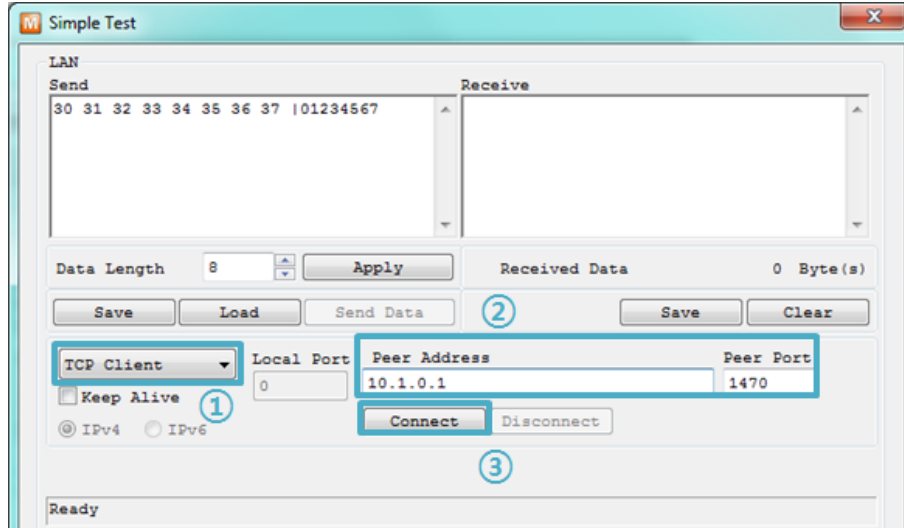 M Simple Test
X
LAN
Send
Receive
30 31 32 33 34 35 36 37 |01234567
Data Length 8 Apply
Received Data 0 Byte(s)
Save Load Send Data ② Save Clear
TCP Client Local Port Peer Address Peer Port
0 10.1.0.1 1470
Keep Alive ① Connect Disconnect
IPv4 IPv6
③
Ready